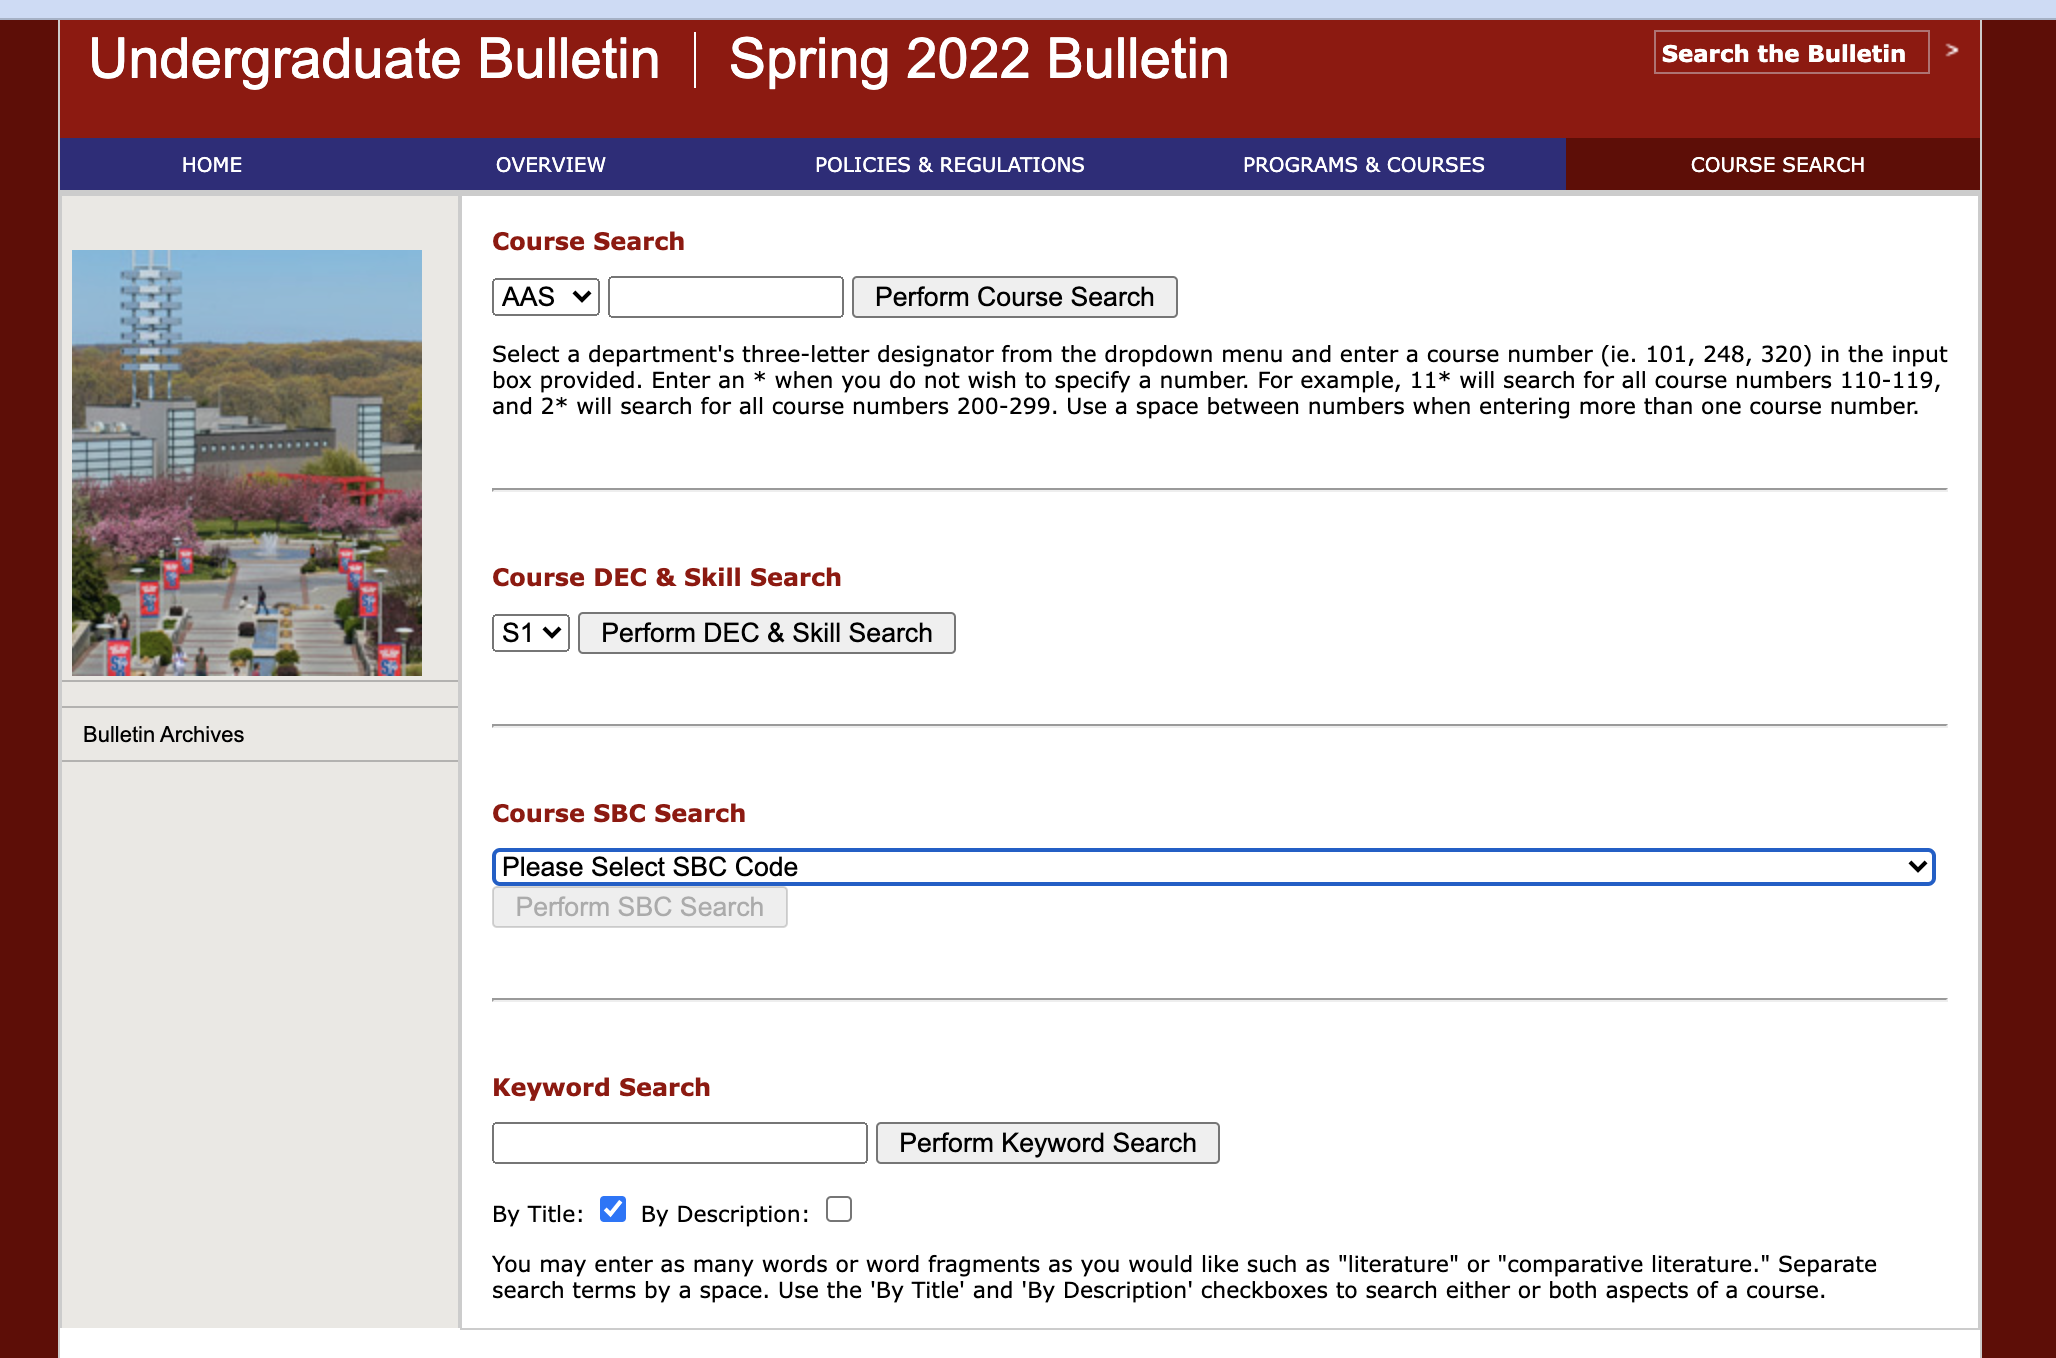 Undergraduate Bulletin | Spring 2022 Bulletin
Search the Bulletin >
HOME OVERVIEW POLICIES & REGULATIONS PROGRAMS & COURSES COURSE SEARCH
Course Search
AAS Perform Course Search
Select a department's three-letter designator from the dropdown menu and enter a course number (ie. 101, 248, 320) in the input
box provided. Enter an * when you do not wish to specify a number. For example, 11* will search for all course numbers 110-119,
and 2* will search for all course numbers 200-299. Use a space between numbers when entering more than one course number.
Course DEC & Skill Search
S1 Perform DEC & Skill Search
Bulletin Archives
Course SBC Search
Please Select SBC Code
Perform SBC Search
Keyword Search
Perform Keyword Search
By Title: By Description:
You may enter as many words or word fragments as you would like such as "literature" or "comparative literature." Separate
search terms by a space. Use the 'By Title' and 'By Description' checkboxes to search either or both aspects of a course.